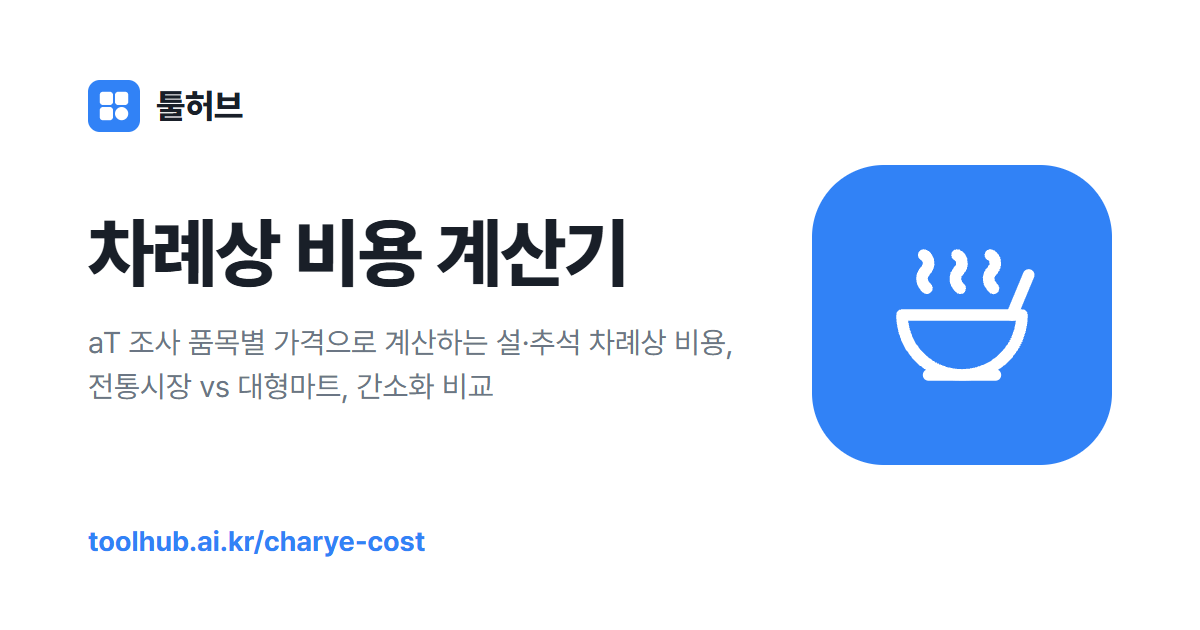 툴허브
차례상 비용 계산기
aT 조사 품목별 가격으로 계산하는 설·추석 차례상 비용,
전통시장 vs 대형마트, 간소화 비교
toolhub.ai.kr/charye-cost